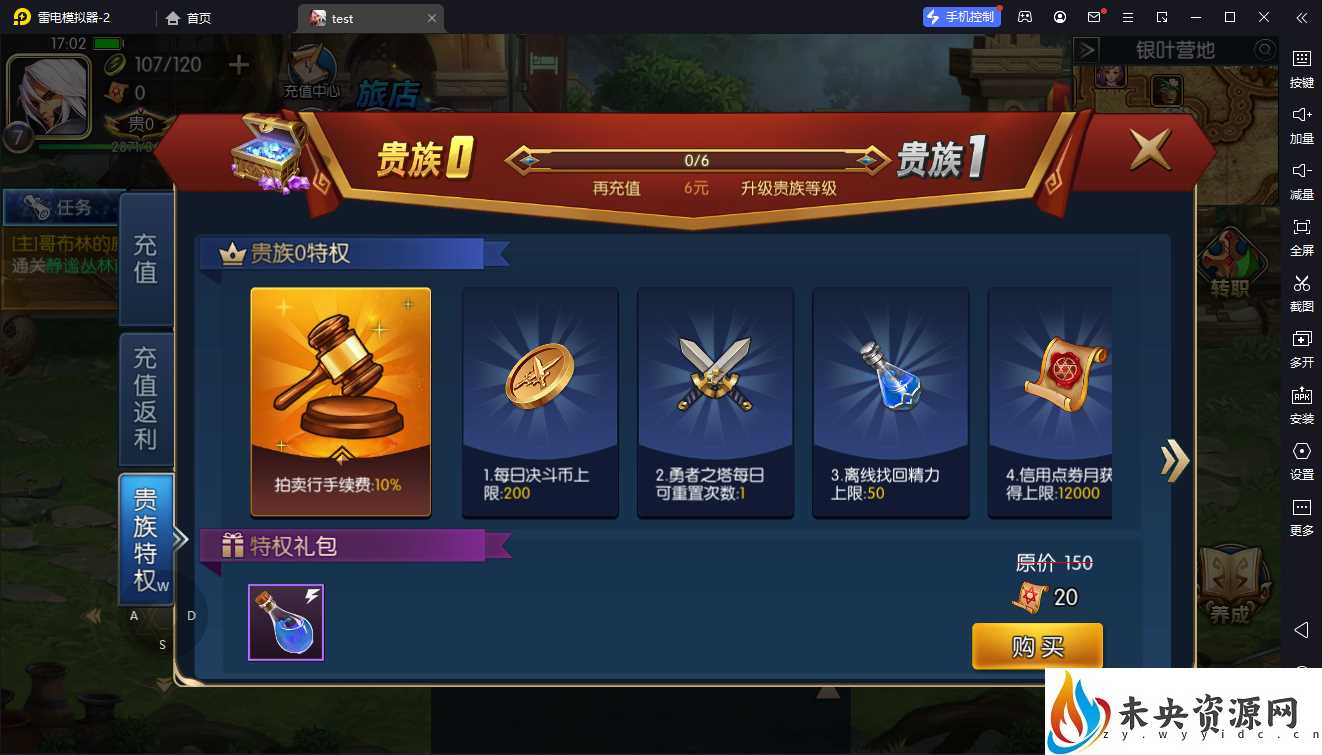 雷电模拟器-2
首页
test
手机控制
17:02
107/120
0
贵0
7
充值中心
旅店
银叶营地
任务
[主]哥布林的
通关静谧丛林
充值
充值返利
贵族特权
贵族0
0/6
贵族1
再充值 6元 升级贵族等级
贵族0特权
拍卖行手续费:10%
1.每日决斗币上
限:200
2.勇者之塔每日
可重置次数:1
3.离线找回精力
上限:50
4.信用点券月获
得上限:12000
特权礼包
原价 150
20
购买
W
A
D
S
转职
养成
按键
加量
减量
全屏
截图
多开
APK
安装
设置
更多
未央资源网
zy.wyyidc.cn